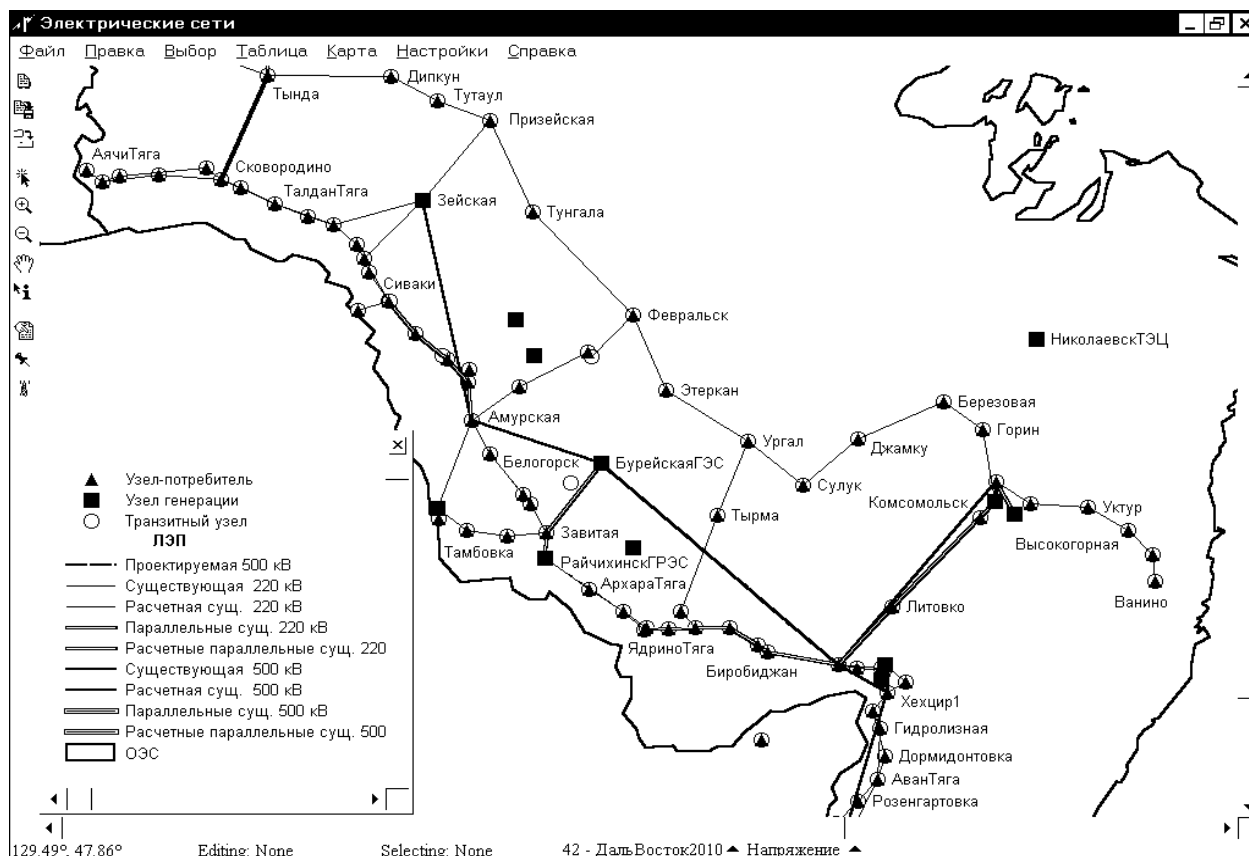 Электрические сети
Файл Правка Выбор Таблица Карта Настройки Справка
Тында
Дипкун
Тутаул
Призейская
АячиТяга
Сковородино
ТалданТяга
Зейская
Тунгала
Сиваки
Февральск
НиколаевскТЭЦ
Этеркан
Березовая
Амурская
Горин
Ургал
Джамку
Белогорск
БурейскаяГЭС
Сулук
Комсомольск
Уктур
Тырма
Завитая
Высокогорная
Тамбовка
РайчихинскГРЭС
АрхараТяга
Ванино
Литовко
ЯдриноТяга
Биробиджан
Хехцир1
Гидролизная
Дормидонтовка
АванТяга
Розенгартовка
Узел-потребитель
Узел генерации
Транзитный узел
ЛЭП
Проектируемая 500 кВ
Существующая 220 кВ
Расчетная сущ. 220 кВ
Параллельные сущ. 220 кВ
Расчетные параллельные сущ. 220
Существующая 500 кВ
Расчетная сущ. 500 кВ
Параллельные сущ. 500 кВ
Расчетные параллельные сущ. 500
ОЭС
129.49°, 47.86° Editing: None Selecting: None 42 - ДальВосток2010 Напряжение